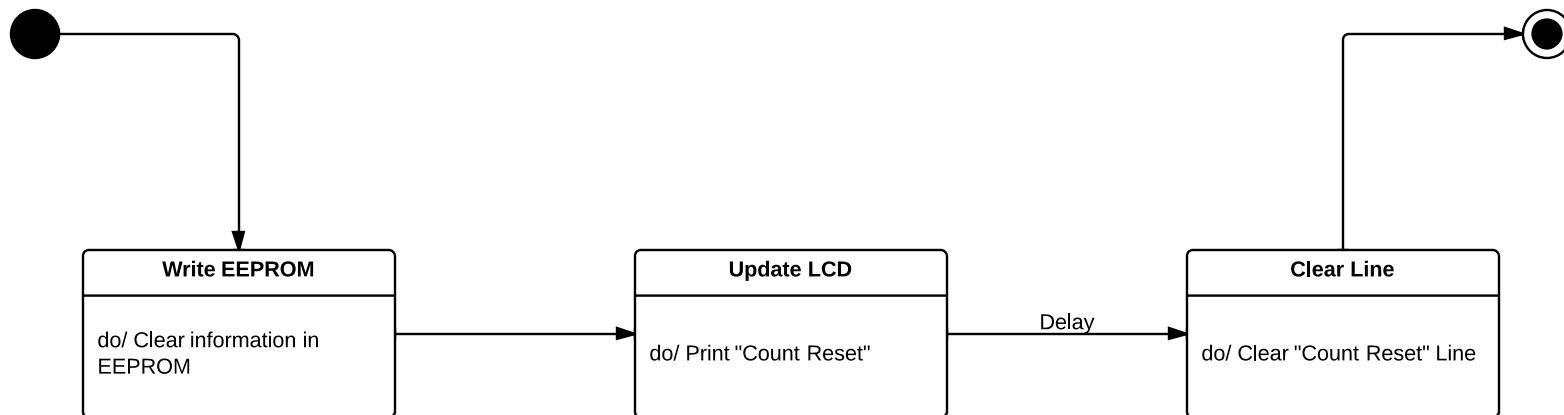 Write EEPROM
do/ Clear information in
EEPROM
Update LCD
do/ Print "Count Reset"
Delay
Clear Line
do/ Clear "Count Reset" Line